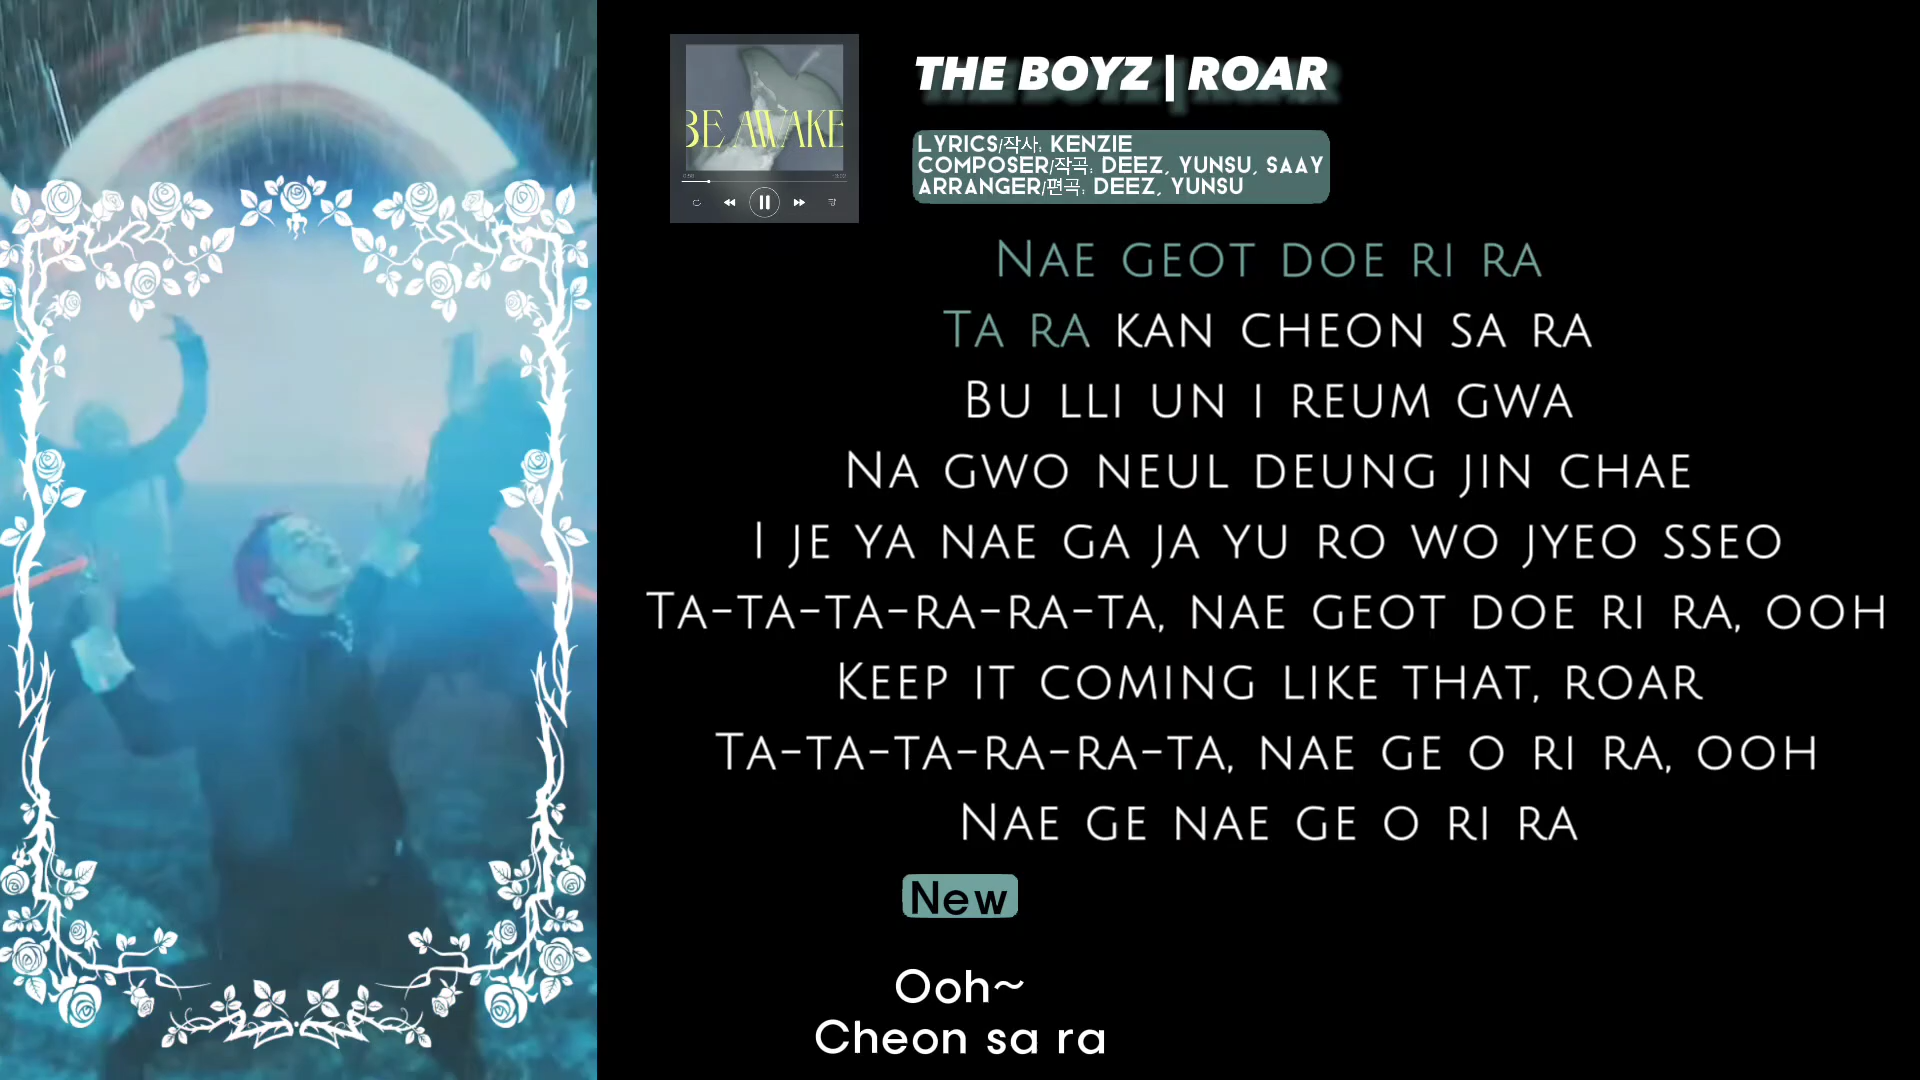 BE AWAKE
THE BOYZ | ROAR
LYRICS/작사: KENZIE
COMPOSER/작곡: DEEZ, YUNSU, SAAY
ARRANGER/편곡: DEEZ, YUNSU
NAE GEOT DOE RI RA
TA RA KAN CHEON SA RA
BU LLI UN I REUM GWA
NA GWO NEUL DEUNG JIN CHAE
I JE YA NAE GA JA YU RO WO JYEO SSEO
TA-TA-TA-RA-RA-TA, NAE GEOT DOE RI RA, OOH
KEEP IT COMING LIKE THAT, ROAR
TA-TA-TA-RA-RA-TA, NAE GE O RI RA, OOH
NAE GE NAE GE O RI RA
New
Ooh~
Cheon sa ra